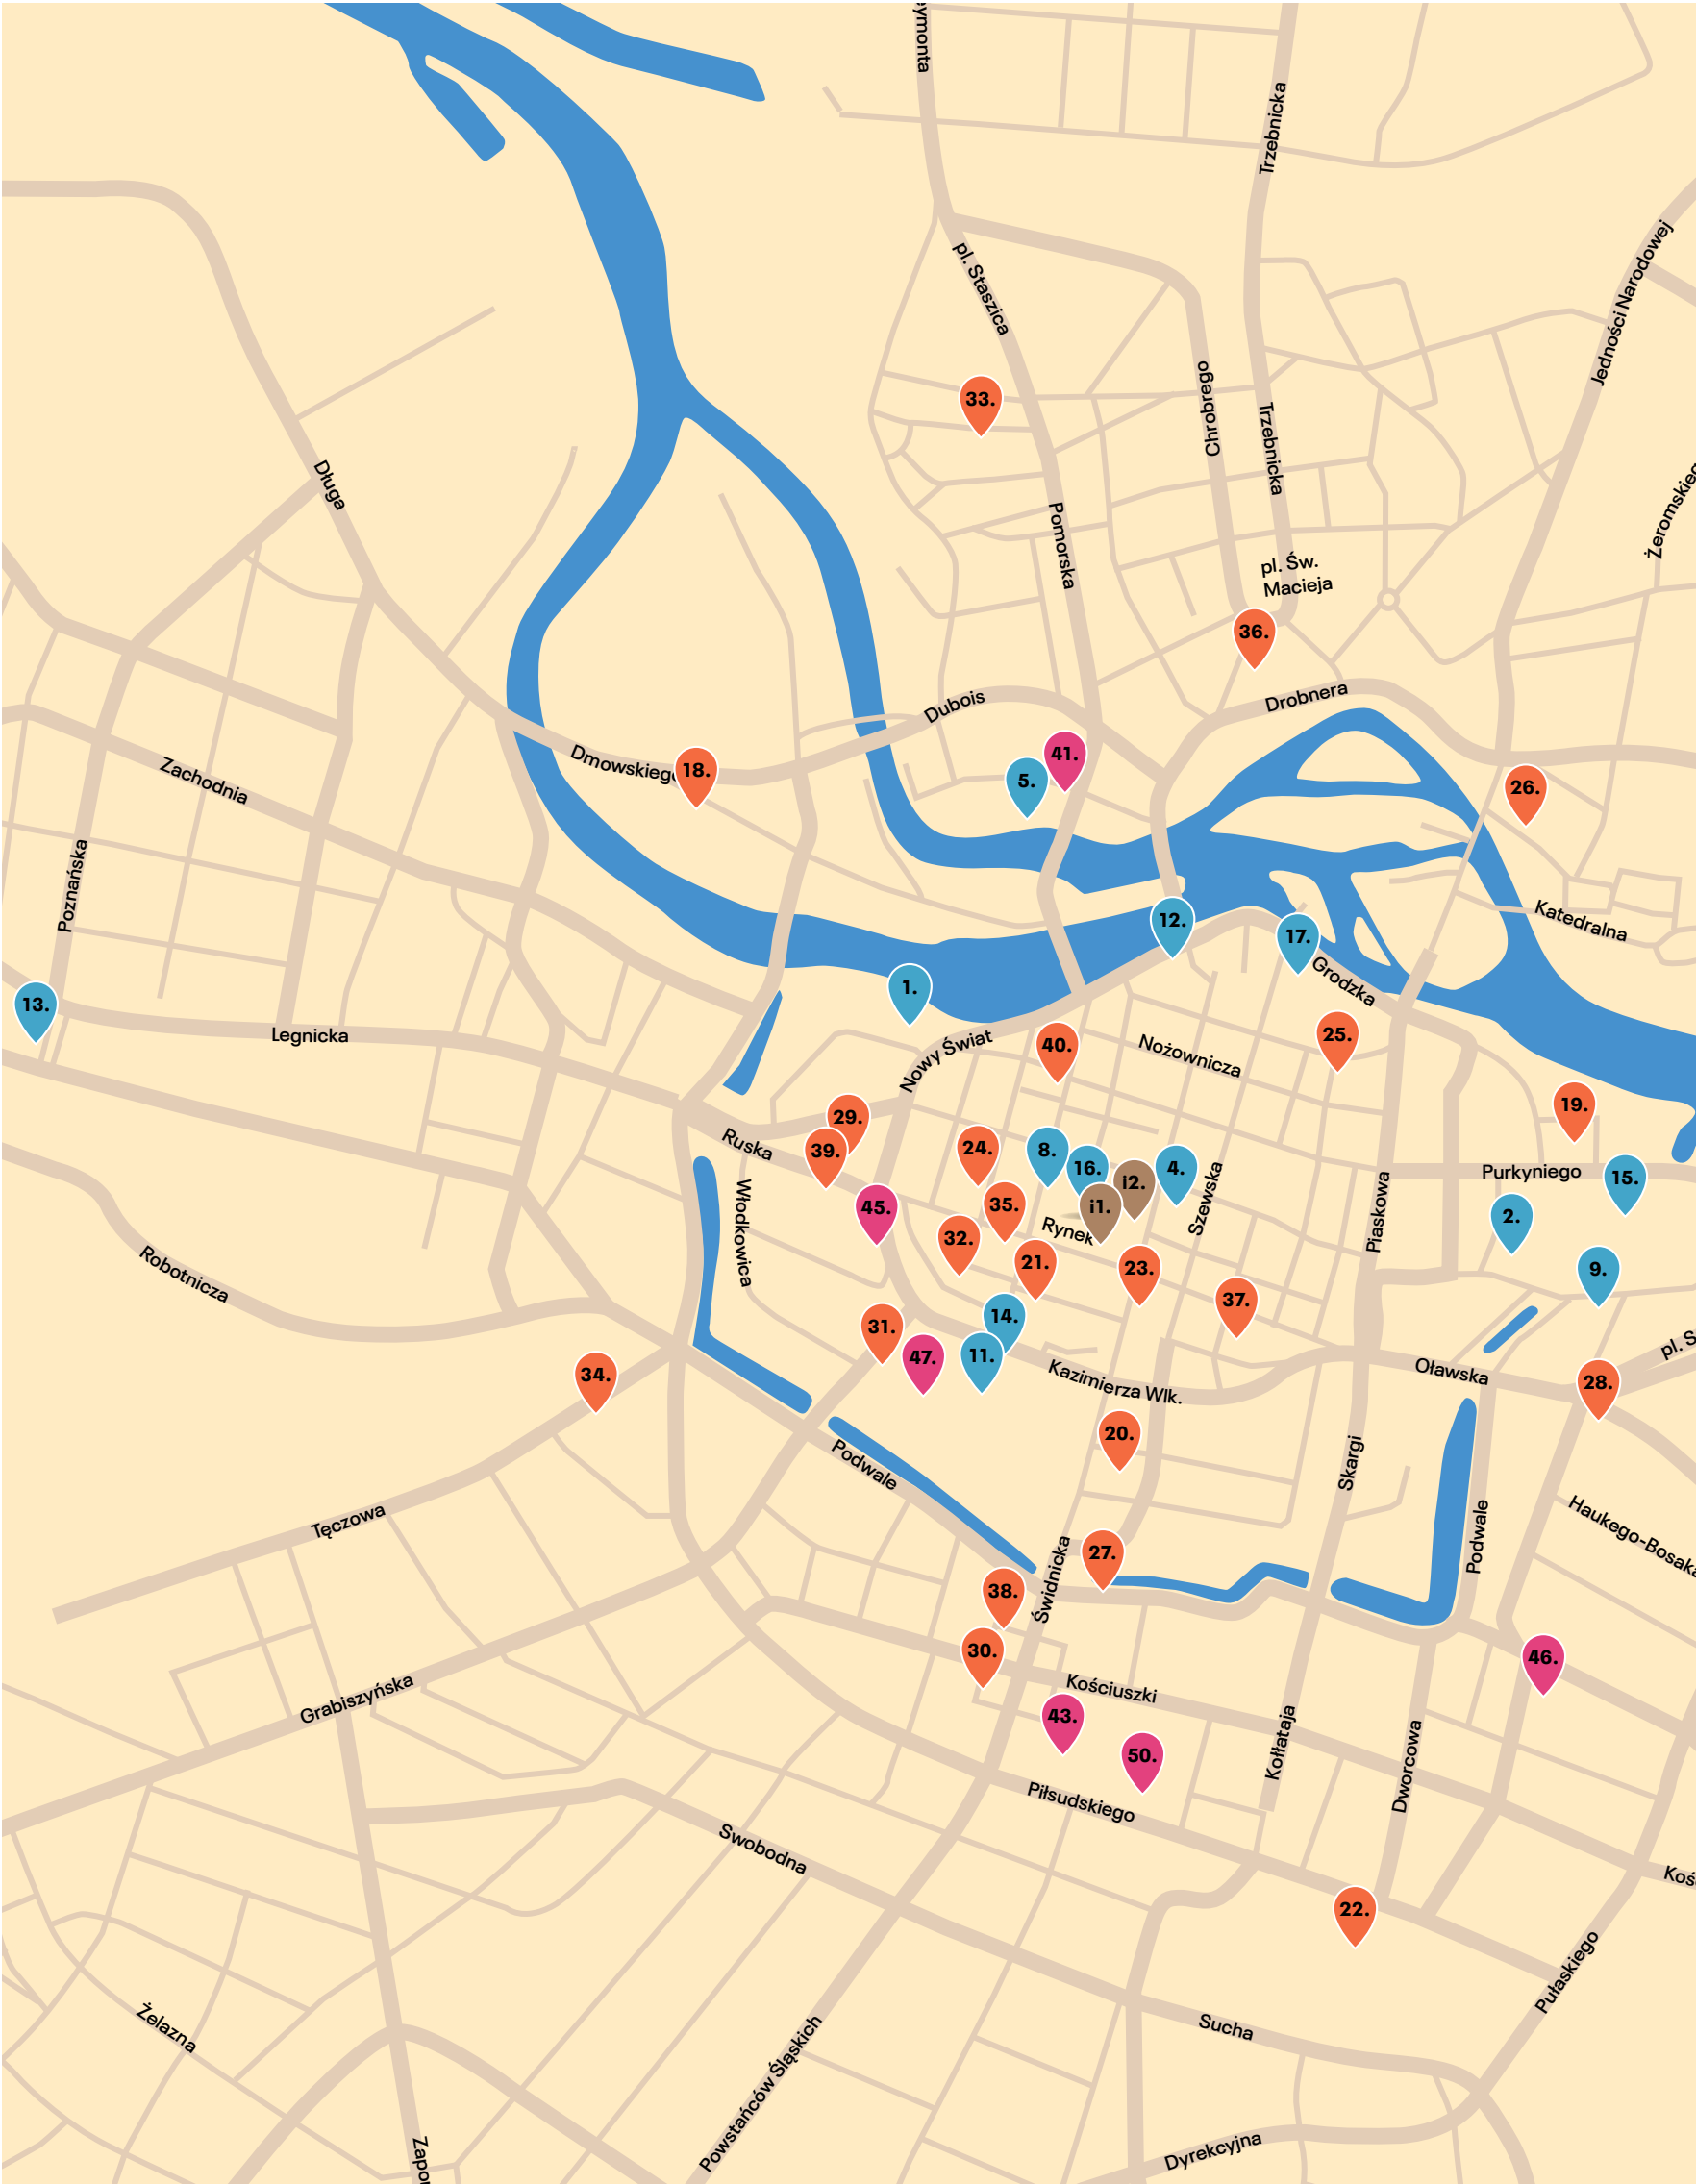 ymonta
Trzebnicka
pl. Staszica
Jedności Narodowej
33.
Chrobrego
Trzebnicka
Długa
Pomorska
pl. Św.
Macieja
36.
Drobnera
Dubois
Zachodnia
Dmowskiego
18.
41.
5.
26.
Poznańska
12.
17.
Katedralna
Grodzka
1.
13.
Legnicka
Nowy Świat
40.
Nożownicza
25.
29.
19.
Ruska
39.
24.
8.
16.
4.
i2.
i1.
Purkyniego
15.
Włodkowica
45.
35.
Rynek
Szewska
Piaskowa
2.
32.
21.
23.
9.
Robotnicza
37.
14.
31.
47.
11.
pl. S
34.
Kazimierza Wlk.
Oławska
28.
20.
Podwale
Skargi
Tęczowa
Podwale
Haukego-Bosaka
27.
Świdnicka
38.
30.
46.
Grabiszyńska
Kościuszki
43.
Kołłataja
Dworcowa
50.
Piłsudskiego
Swobodna
Koś
22.
Pułaskiego
Żelazna
Sucha
Powstańców Śląskich
Dyrekcyjna
Zapor